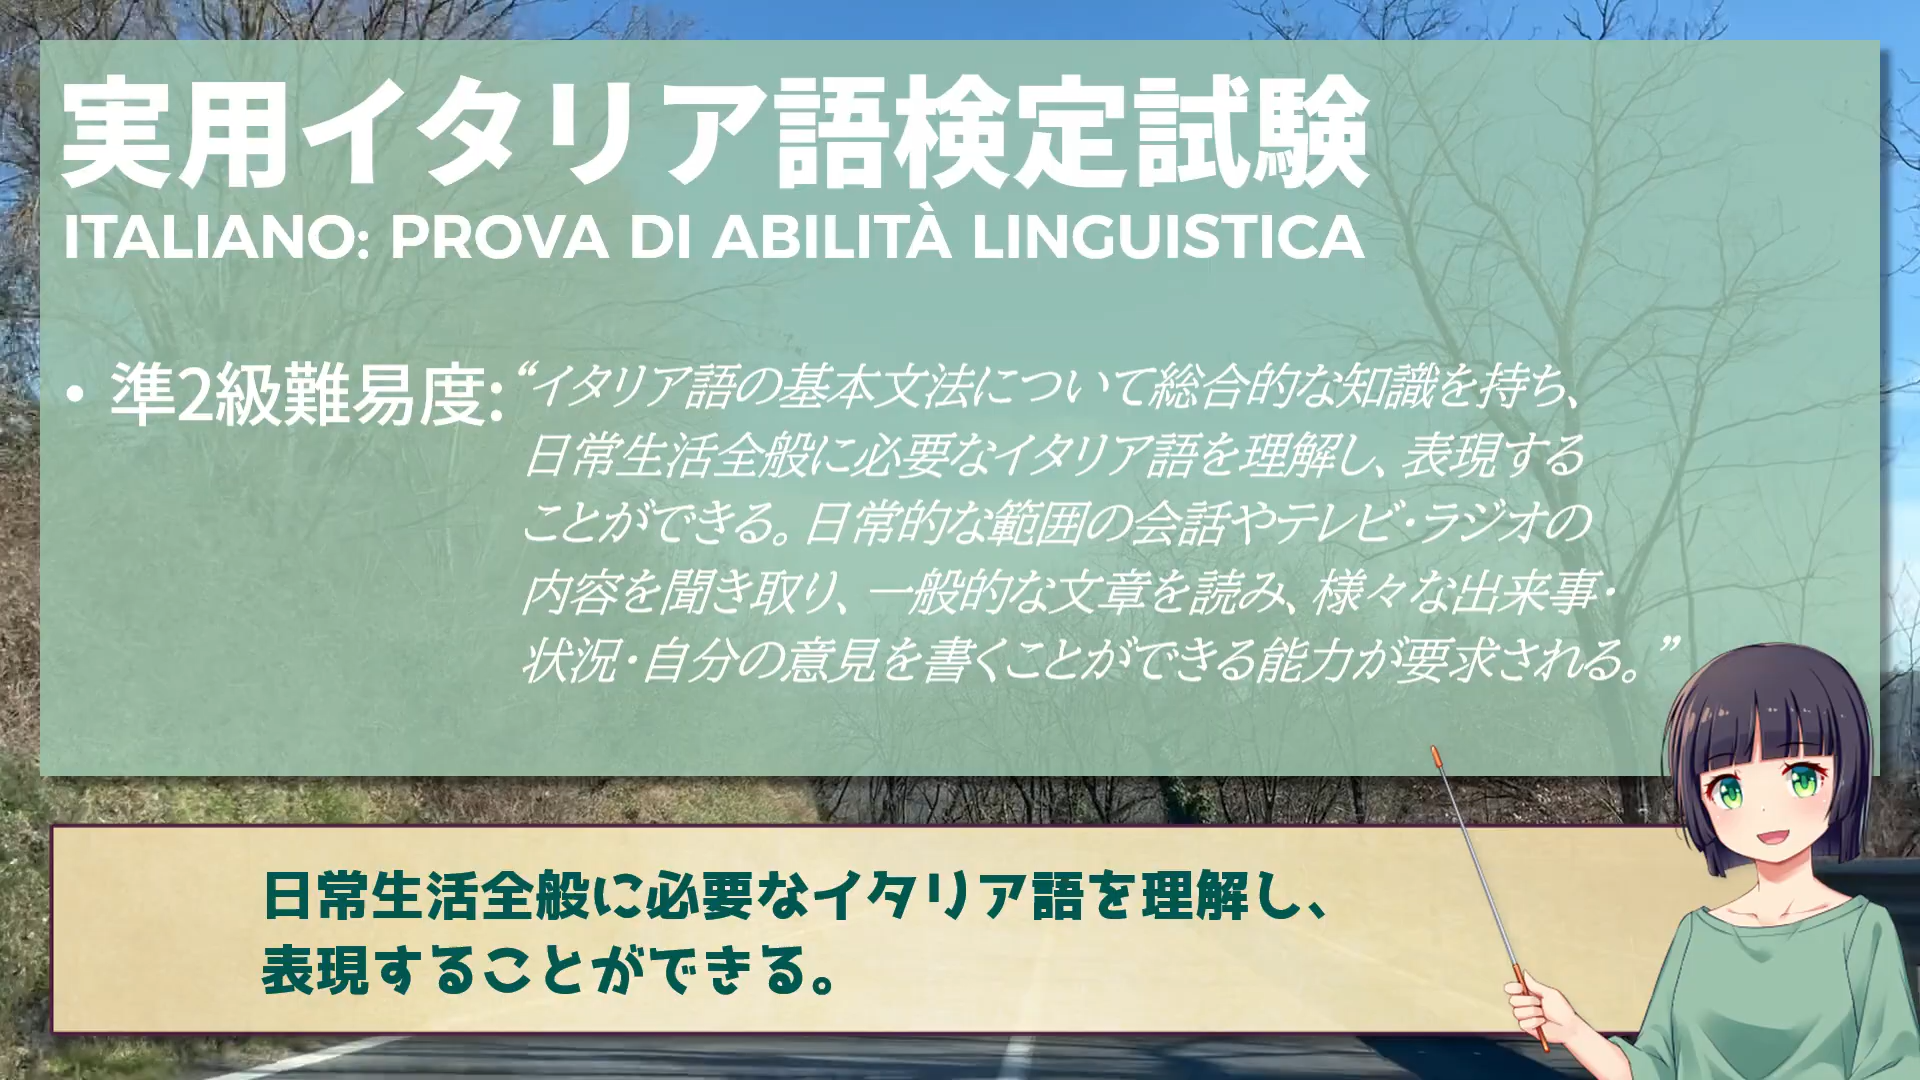 実用イタリア語検定試験
ITALIANO: PROVA DI ABILITÀ LINGUISTICA
• 準2級難易度:“イタリア語の基本文法について総合的な知識を持ち、
日常生活全般に必要なイタリア語を理解し、表現する
ことができる。日常的な範囲の会話やテレビ・ラジオの
内容を聞き取り、一般的な文章を読み、様々な出来事・
状況・自分の意見を書くことができる能力が要求される。”
日常生活全般に必要なイタリア語を理解し、
表現することができる。